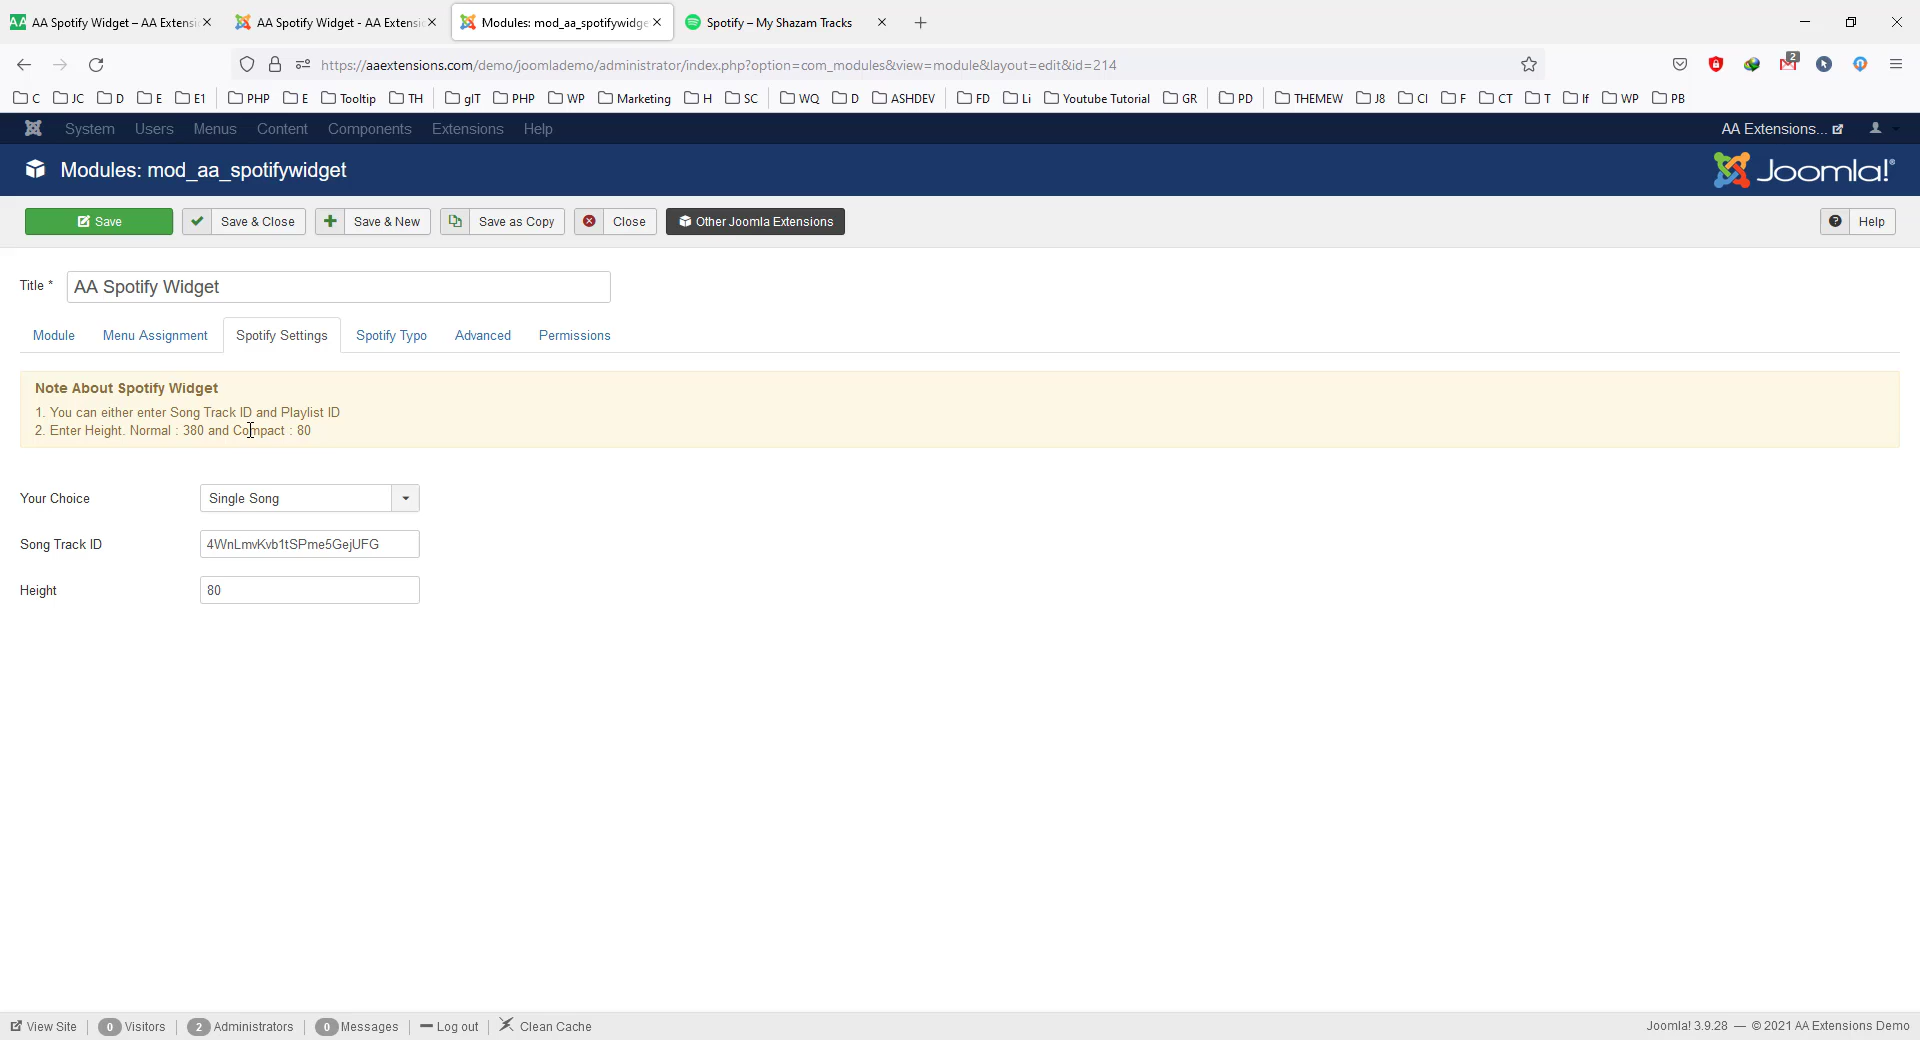 AA AA Spotify Widget – AA Extensi
AA Spotify Widget - AA Extensi
Modules: mod_aa_spotifywidge
Spotify – My Shazam Tracks
https://aaextensions.com/demo/joomlademo/administrator/index.php?option=com_modules&view=module&layout=edit&id=214
2
C JC D E E1 PHP E Tooltip TH gIT PHP WP Marketing H SC WQ D ASHDEV FD Li Youtube Tutorial GR PD THEMEW J8 CI F CT T If WP PB
System Users Menus Content Components Extensions Help AA Extensions...
Modules: mod_aa_spotifywidget Joomla!®
Save Save & Close Save & New Save as Copy Close Other Joomla Extensions Help
Title * AA Spotify Widget
Module Menu Assignment Spotify Settings Spotify Typo Advanced Permissions
Note About Spotify Widget
1. You can either enter Song Track ID and Playlist ID
2. Enter Height. Normal : 380 and Compact : 80
Your Choice Single Song
Song Track ID 4WnLmvKvb1tSPme5GejUFG
Height 80
View Site 0 Visitors 2 Administrators 0 Messages Log out Clean Cache Joomla! 3.9.28 — © 2021 AA Extensions Demo